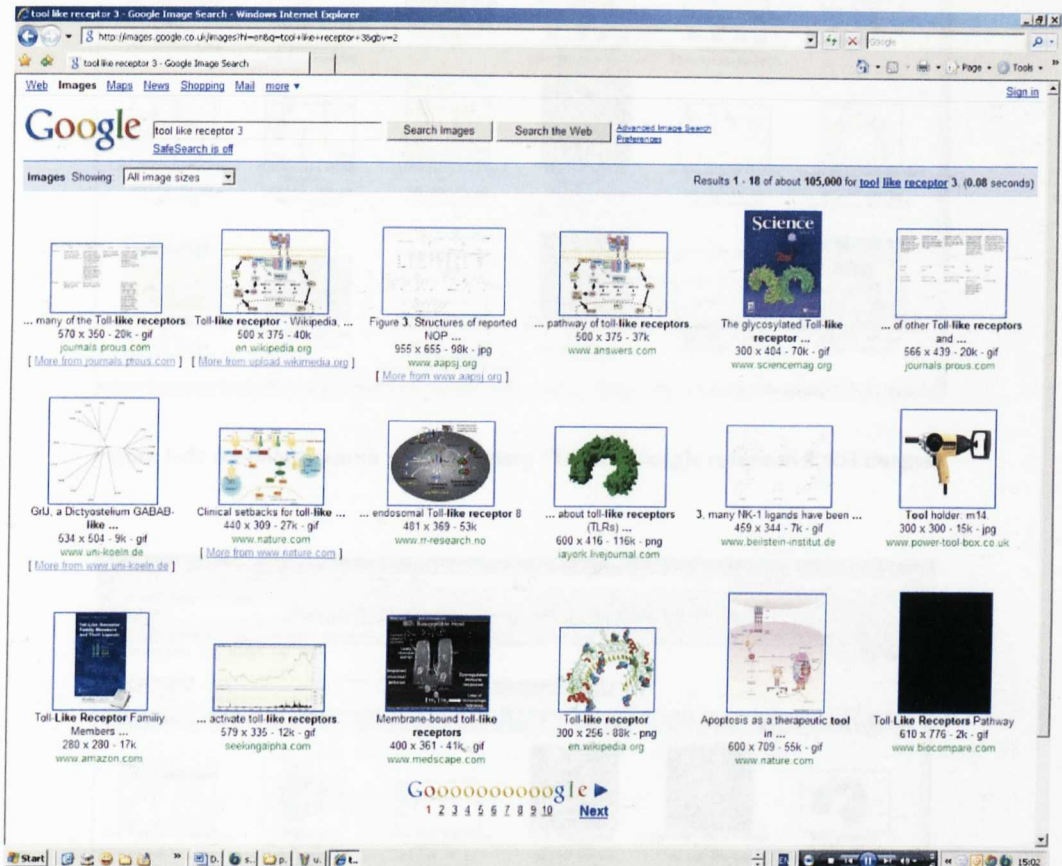 tool like receptor 3 - Google Image Search - Windows Internet Explorer
http://images.google.co.uk/images?hl=en&q=tool+like+receptor+3&gbv=2
Google
tool like receptor 3 - Google Image Search
Page
Tools
Web Images Maps News Shopping Mail more ▼
Sign in
Google
tool like receptor 3
Search Images
Search the Web
Advanced Image Search
Preferences
SafeSearch is off
Images Showing: All image sizes
Results 1 - 18 of about 105,000 for tool like receptor 3. (0.08 seconds)
Science
... many of the Toll-like receptors
570 x 350 - 20k - gif
journals.prous.com
[ More from journals.prous.com ]
Toll-like receptor - Wikipedia, ...
500 x 375 - 40k
en.wikipedia.org
[ More from upload.wikimedia.org ]
Figure 3. Structures of reported
NOP ...
955 x 655 - 98k - jpg
www.aapsj.org
[ More from www.aapsj.org ]
... pathway of toll-like receptors
500 x 375 - 37k
www.answers.com
The glycosylated Toll-like
receptor ...
300 x 404 - 70k - gif
www.sciencemag.org
... of other Toll-like receptors
and ...
566 x 439 - 20k - gif
journals.prous.com
GrlJ, a Dictyostelium GABAB-
like ...
534 x 504 - 9k - gif
www.uni-koeln.de
[ More from www.uni-koeln.de ]
Clinical setbacks for toll-like ...
440 x 309 - 27k - gif
www.nature.com
[ More from www.nature.com ]
... endosomal Toll-like receptor 8
481 x 369 - 53k
www.rr-research.no
... about toll-like receptors
(TLRs) ...
600 x 416 - 116k - png
iayork.livejournal.com
3, many NK-1 ligands have been ...
459 x 344 - 7k - gif
www.beilstein-institut.de
Tool holder: m14.
300 x 300 - 15k - jpg
www.power-tool-box.co.uk
Toll-Like Receptor
Family Members
and Their Ligands
Toll-Like Receptor Family
Members ...
280 x 280 - 17k
www.amazon.com
... activate toll-like receptors.
579 x 335 - 12k - gif
seekingalpha.com
Membrane-bound toll-like
receptors
400 x 361 - 41k - gif
www.medscape.com
Toll-like receptor
300 x 256 - 88k - png
en.wikipedia.org
Apoptosis as a therapeutic tool
in ...
600 x 709 - 55k - gif
www.nature.com
Toll-Like Receptors Pathway
610 x 776 - 2k - gif
www.biocompare.com
Goooooooooogle ▶
1 2 3 4 5 6 7 8 9 10 Next
Start
15:02